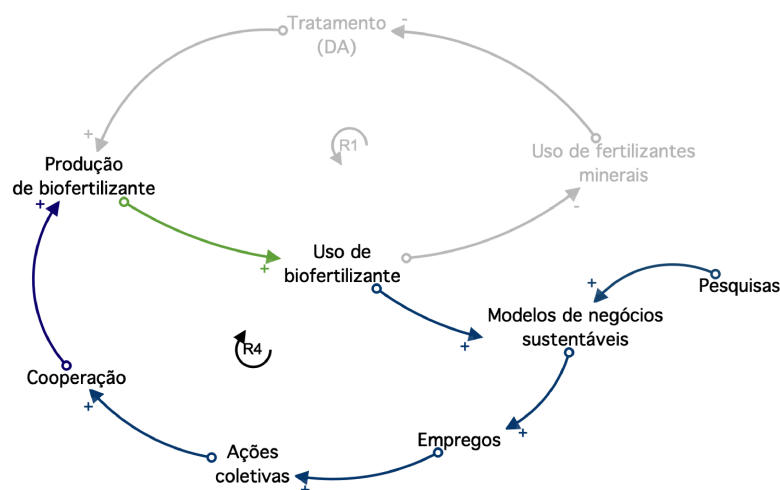 Tratamento
(DA)
-
+
R1
Uso de fertilizantes
minerais
-
Produção
de biofertilizante
+
+
Uso de
biofertilizante
+
Pesquisas
Modelos de negócios
sustentáveis
+
R4
Cooperação
+
Empregos
+
Ações
coletivas
+